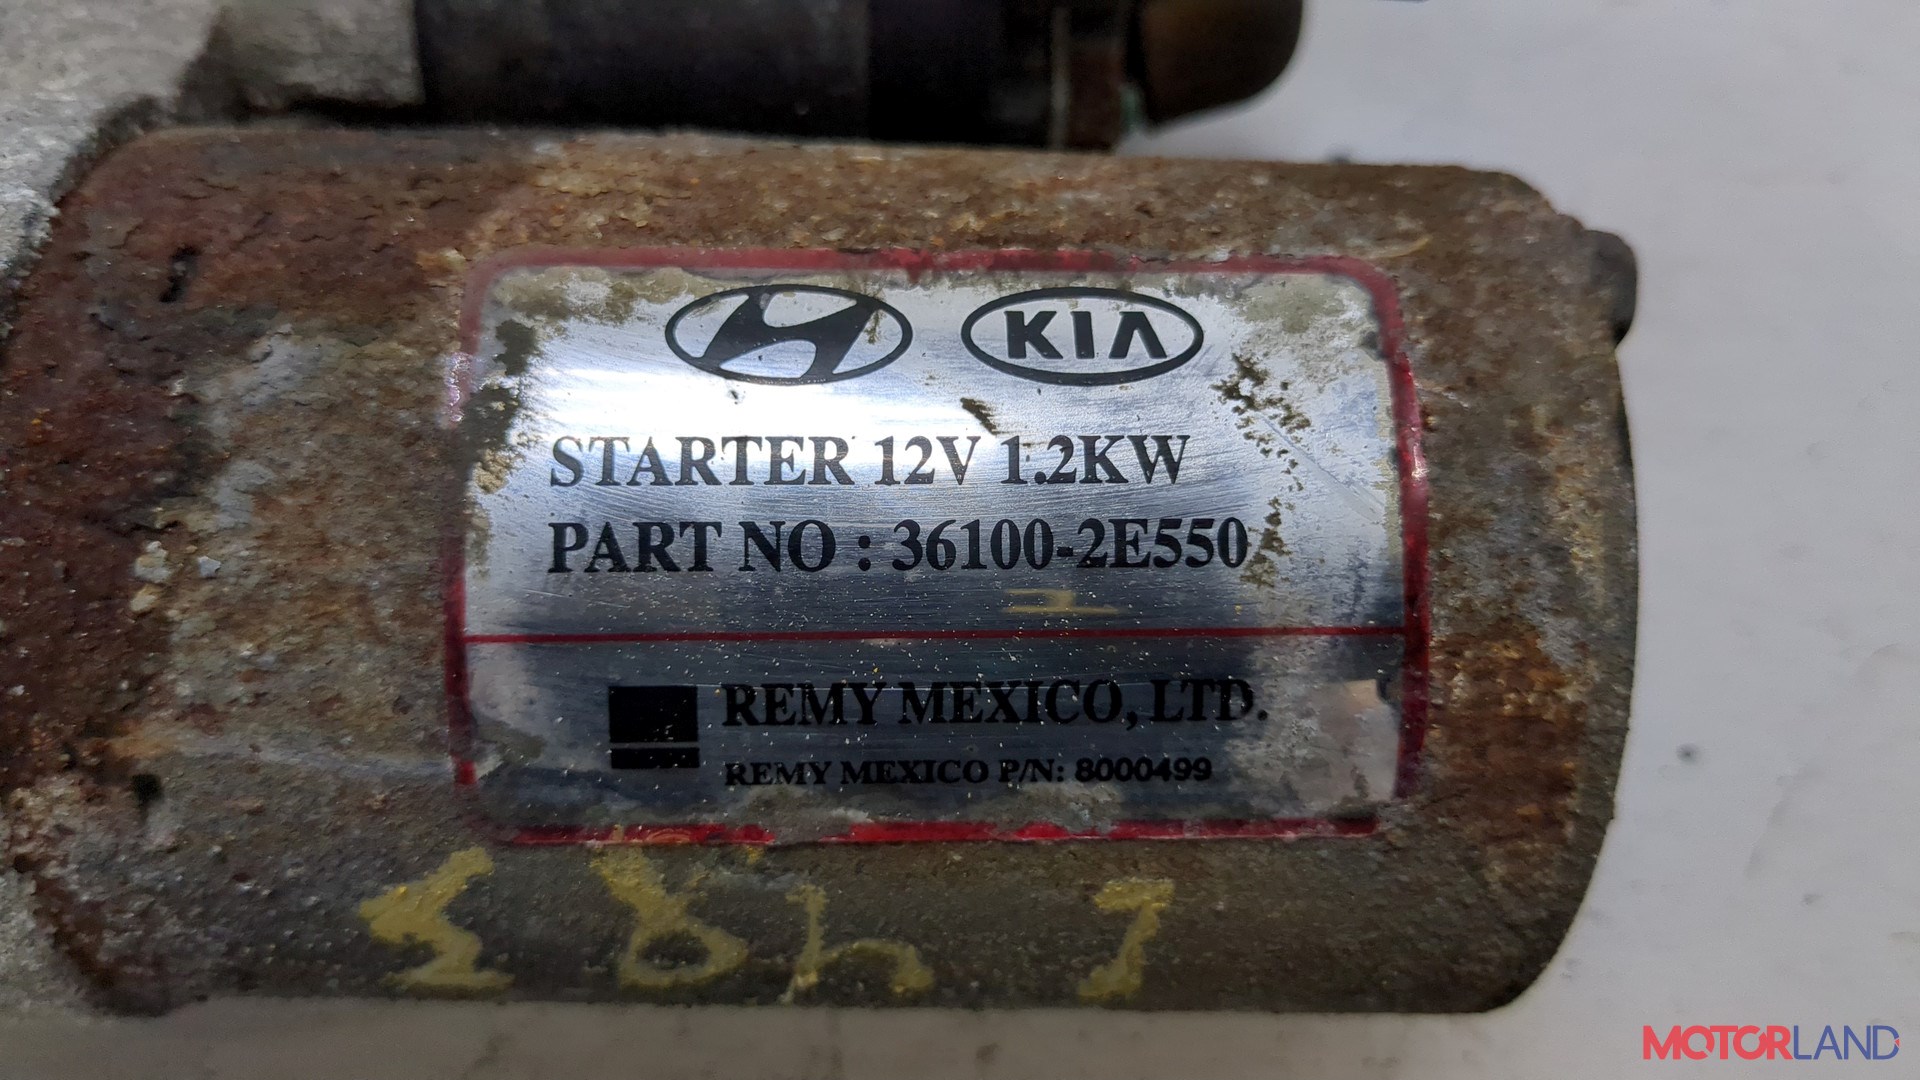 KIA
STARTER 12V 1.2KW
PART NO : 36100-2E550
REMY MEXICO, LTD.
REMY MEXICO P/N: 8000499
MOTORLAND